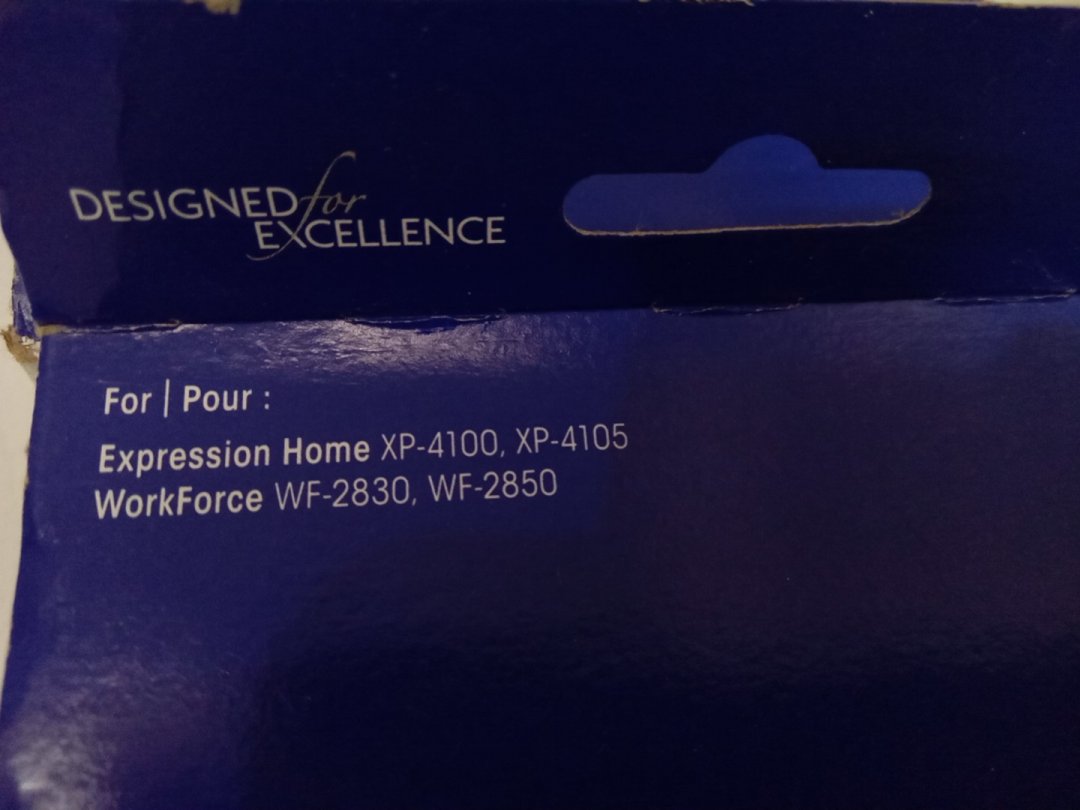 DESIGNED for
EXCELLENCE
For | Pour :
Expression Home XP-4100, XP-4105
WorkForce WF-2830, WF-2850